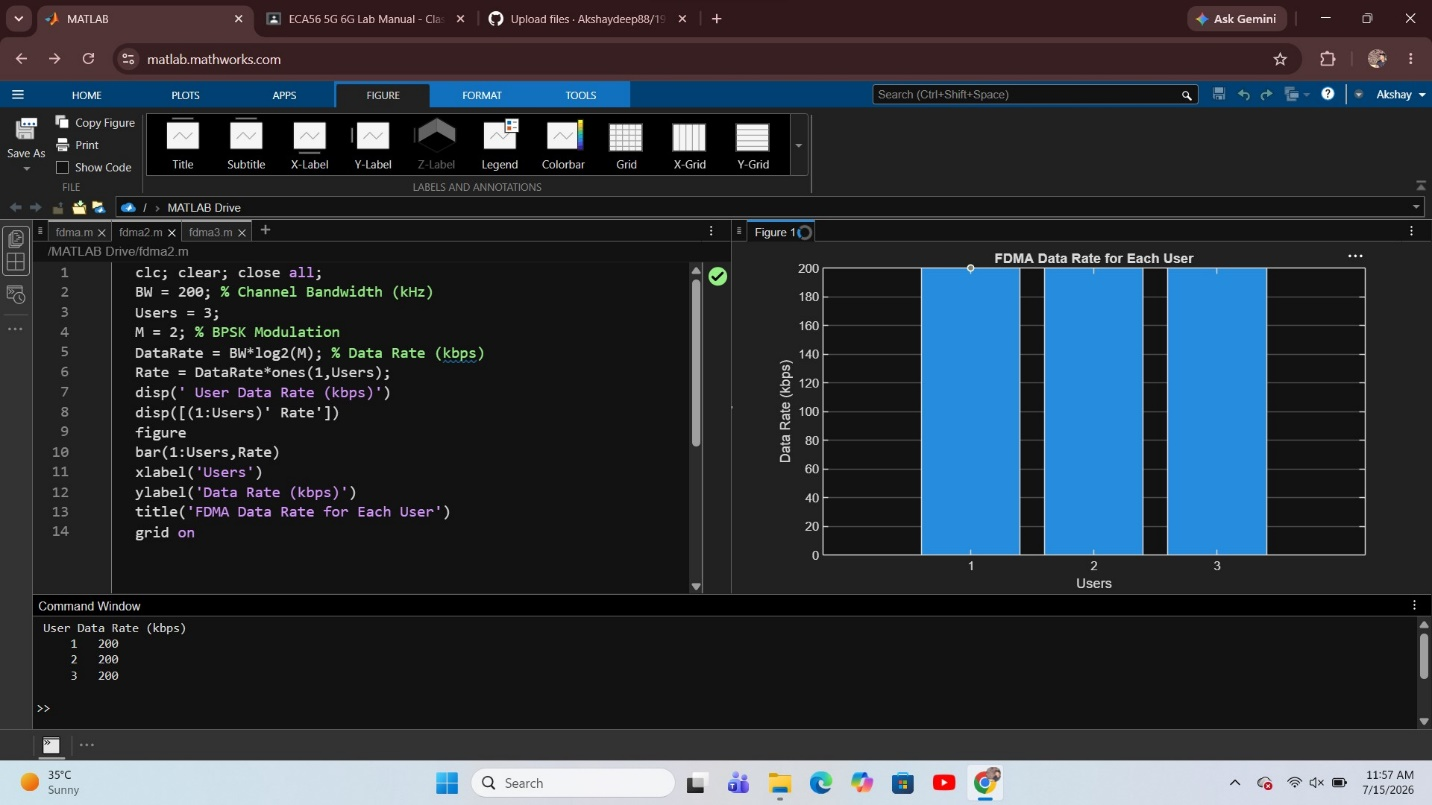 MATLAB
ECA56 5G 6G Lab Manual - Clas
Upload files · Akshaydeep88/19
Ask Gemini
matlab.mathworks.com
HOME
PLOTS
APPS
FIGURE
FORMAT
TOOLS
Search (Ctrl+Shift+Space)
Akshay
Save As
Copy Figure
Print
Show Code
FILE
Title
Subtitle
X-Label
Y-Label
Z-Label
Legend
Colorbar
Grid
X-Grid
Y-Grid
LABELS AND ANNOTATIONS
/ > MATLAB Drive
fdma.m
fdma2.m
fdma3.m
/MATLAB Drive/fdma2.m
1 clc; clear; close all;
2 BW = 200; % Channel Bandwidth (kHz)
3 Users = 3;
4 M = 2; % BPSK Modulation
5 DataRate = BW*log2(M); % Data Rate (kbps)
6 Rate = DataRate*ones(1,Users);
7 disp(' User Data Rate (kbps)')
8 disp([(1:Users)' Rate'])
9 figure
10 bar(1:Users,Rate)
11 xlabel('Users')
12 ylabel('Data Rate (kbps)')
13 title('FDMA Data Rate for Each User')
14 grid on
Figure 1
FDMA Data Rate for Each User
200
180
160
140
120
100
80
60
40
20
0
Data Rate (kbps)
1 2 3
Users
Command Window
User Data Rate (kbps)
1 200
2 200
3 200
>>
35°C
Sunny
Search
11:57 AM
7/15/2026